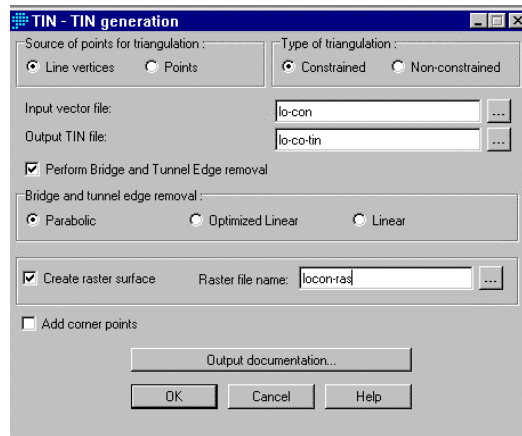 TIN - TIN generation
Source of points for triangulation :
Line vertices Points
Type of triangulation :
Constrained Non-constrained
Input vector file: lo-con ...
Output TIN file: lo-co-tin ...
Perform Bridge and Tunnel Edge removal
Bridge and tunnel edge removal :
Parabolic Optimized Linear Linear
Create raster surface Raster file name: locon-ras ...
Add corner points
Output documentation...
OK Cancel Help